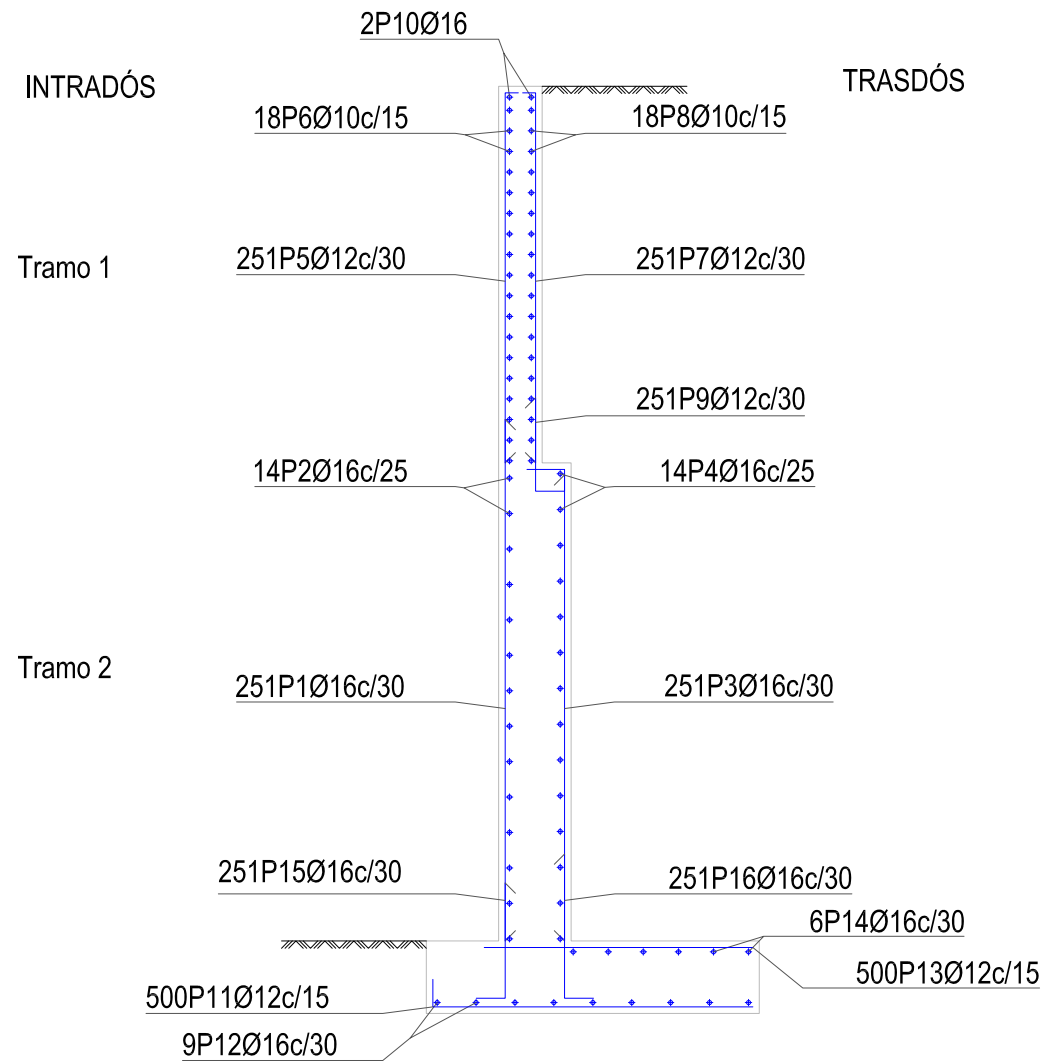 2P10Ø16
INTRADÓS
TRASDÓS
18P6Ø10c/15
18P8Ø10c/15
Tramo 1
251P5Ø12c/30
251P7Ø12c/30
251P9Ø12c/30
14P2Ø16c/25
14P4Ø16c/25
Tramo 2
251P1Ø16c/30
251P3Ø16c/30
251P15Ø16c/30
251P16Ø16c/30
6P14Ø16c/30
500P13Ø12c/15
500P11Ø12c/15
9P12Ø16c/30